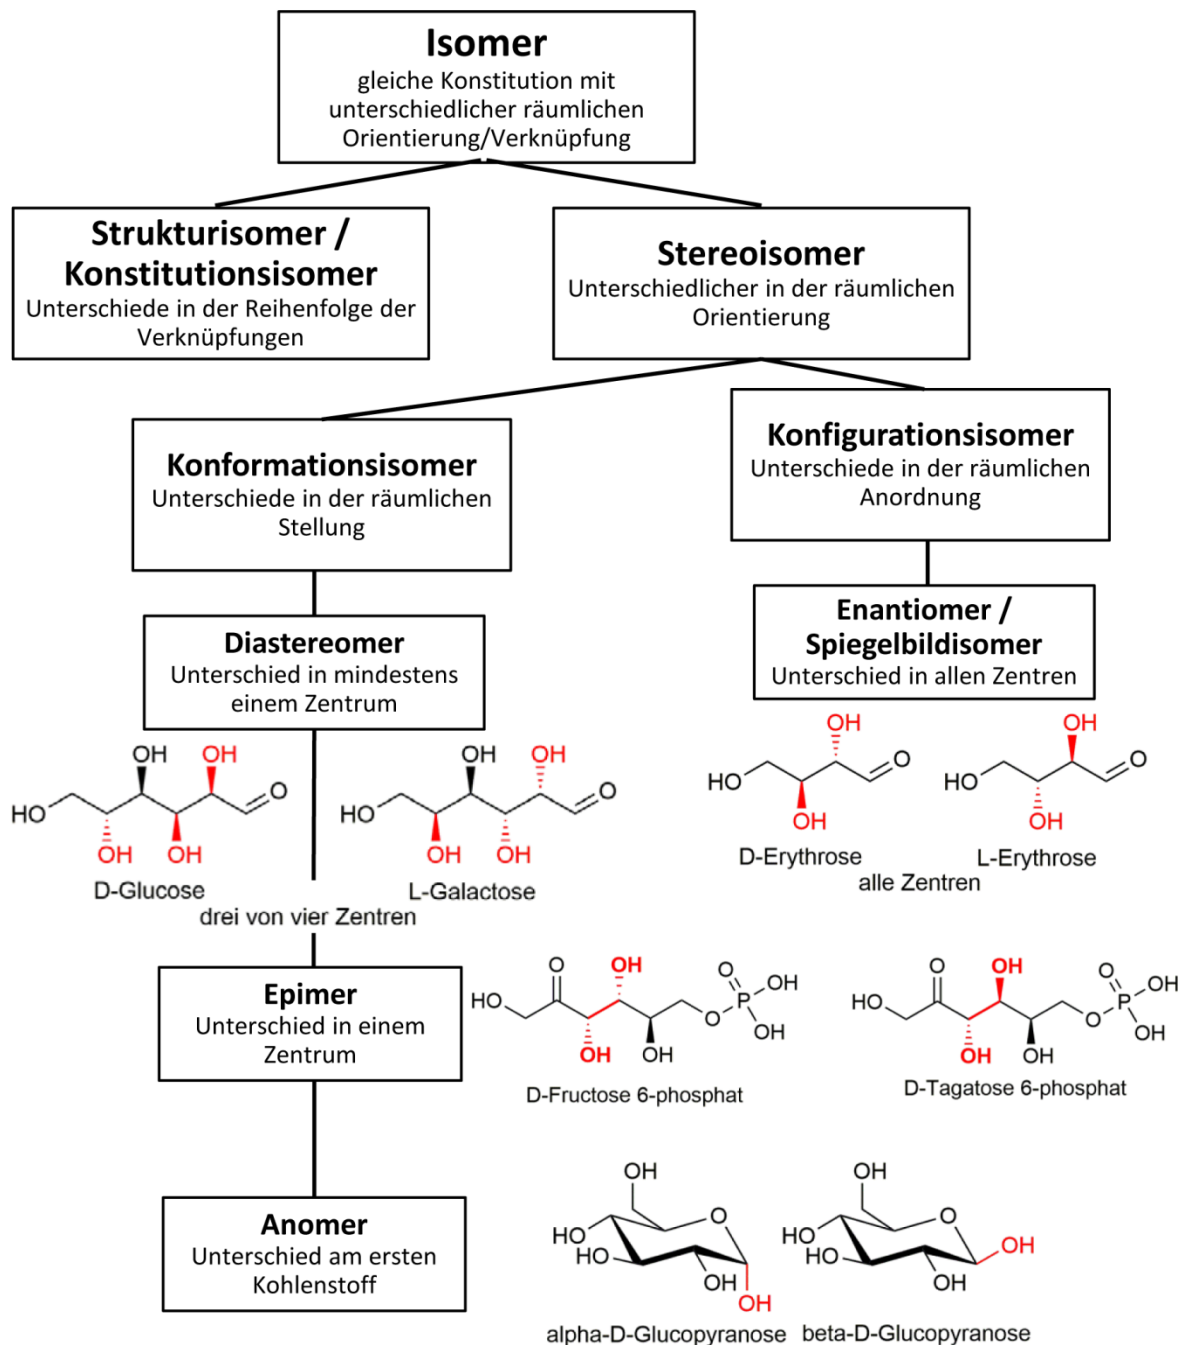 Isomer
gleiche Konstitution mit
unterschiedlicher räumlichen
Orientierung/Verknüpfung
Strukturisomer /
Konstitutionsisomer
Unterschiede in der Reihenfolge der
Verknüpfungen
Stereoisomer
Unterschiedlicher in der räumlichen
Orientierung
Konformationsisomer
Unterschiede in der räumlichen
Stellung
Konfigurationsisomer
Unterschiede in der räumlichen
Anordnung
Diastereomer
Unterschied in mindestens
einem Zentrum
Enantiomer /
Spiegelbildisomer
Unterschied in allen Zentren
OH OH
HO O
OH OH
D-Glucose
OH OH
HO O
OH OH
L-Galactose
drei von vier Zentren
OH
HO O
OH
D-Erythrose
OH
HO O
OH
L-Erythrose
alle Zentren
Epimer
Unterschied in einem
Zentrum
O OH O
HO P OH
O OH
OH OH
D-Fructose 6-phosphat
O OH O
HO P OH
O OH
OH OH
D-Tagatose 6-phosphat
Anomer
Unterschied am ersten
Kohlenstoff
OH
O
HO
HO
OH
OH
alpha-D-Glucopyranose
OH
O
HO OH
HO
OH
beta-D-Glucopyranose